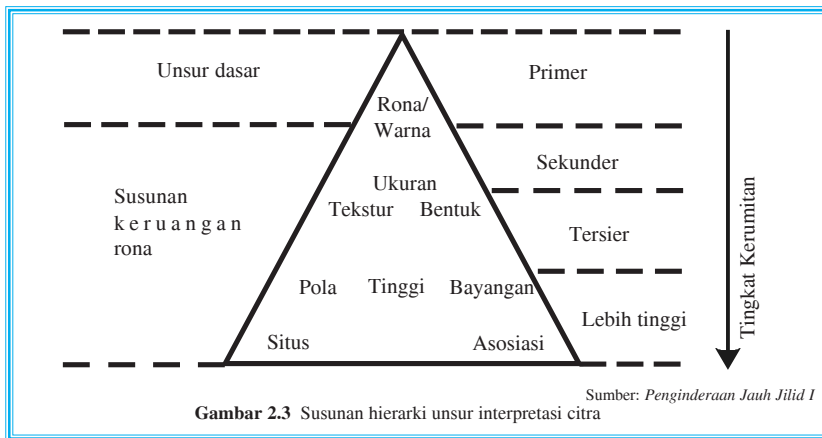 Unsur dasar
Primer
Rona/
Warna
Sekunder
Ukuran
Tekstur Bentuk
Susunan
keruangan
rona
Tersier
Pola Tinggi Bayangan
Lebih tinggi
Situs Asosiasi
Tingkat Kerumitan
Sumber: Penginderaan Jauh Jilid I
Gambar 2.3 Susunan hierarki unsur interpretasi citra